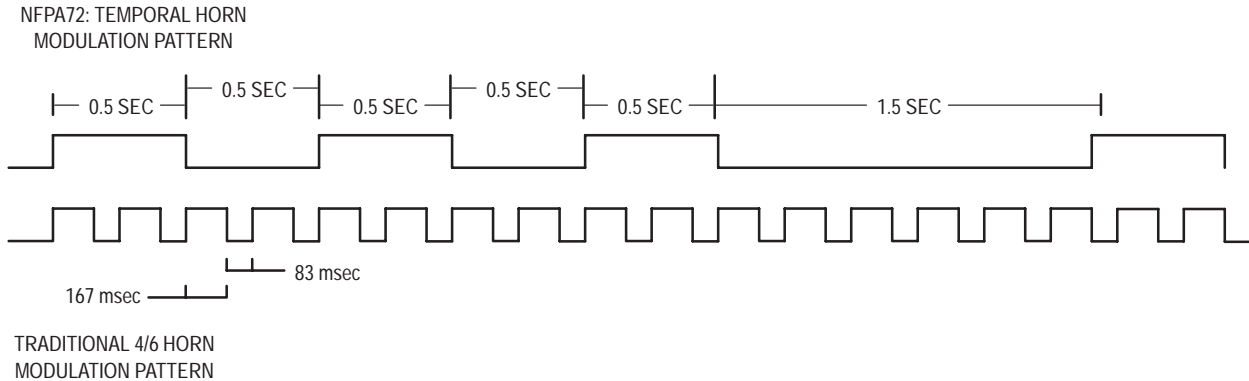 NFPA72: TEMPORAL HORN
MODULATION PATTERN
0.5 SEC
0.5 SEC
0.5 SEC
0.5 SEC
0.5 SEC
1.5 SEC
83 msec
167 msec
TRADITIONAL 4/6 HORN
MODULATION PATTERN